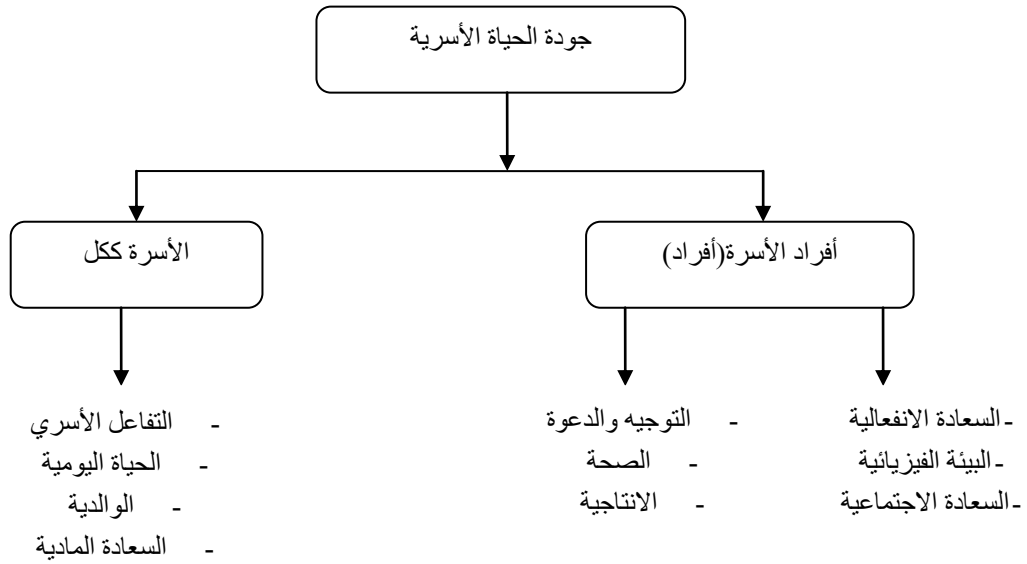 جودة الحياة الأسرية
أفراد الأسرة(أفراد)
الأسرة ككل
-السعادة الانفعالية
-البيئة الفيزيائية
-السعادة الاجتماعية
- التوجيه والدعوة
- الصحة
- الانتاجية
- التفاعل الأسري
- الحياة اليومية
- الوالدية
- السعادة المادية